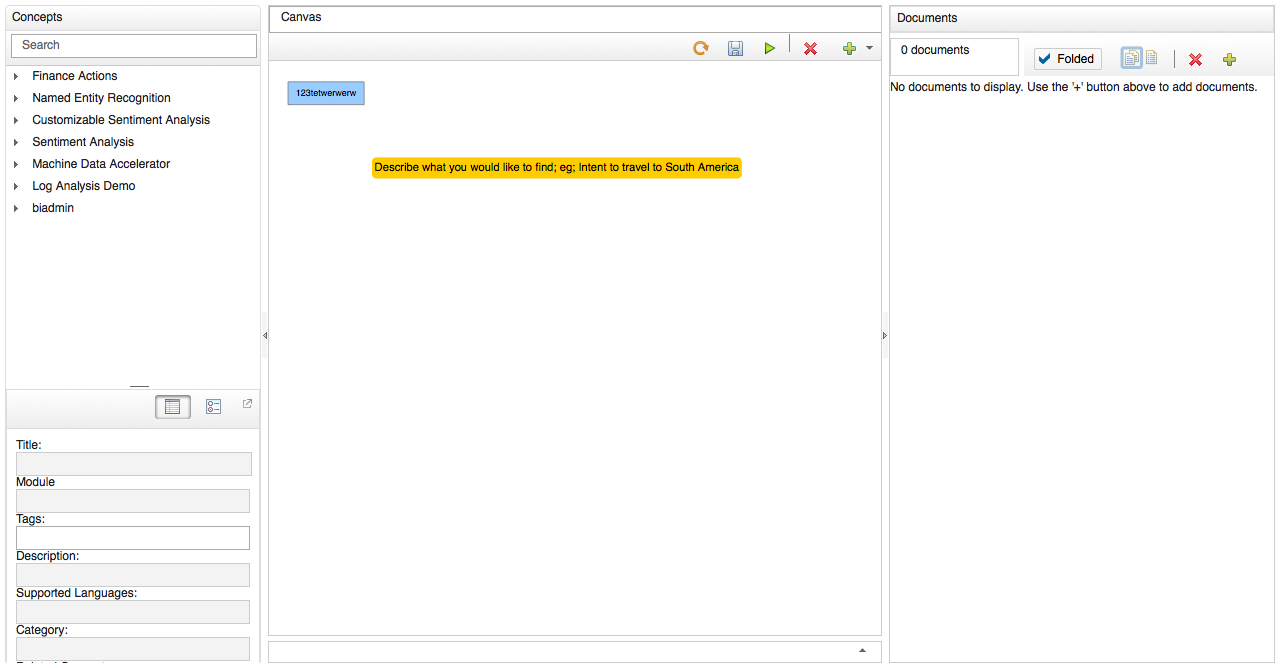 Concepts
Search
Finance Actions
Named Entity Recognition
Customizable Sentiment Analysis
Sentiment Analysis
Machine Data Accelerator
Log Analysis Demo
biadmin
Title:
Module
Tags:
Description:
Supported Languages:
Category:
Canvas
123tetwerwerw
Describe what you would like to find; eg; Intent to travel to South America
Documents
0 documents
Folded
No documents to display. Use the '+' button above to add documents.